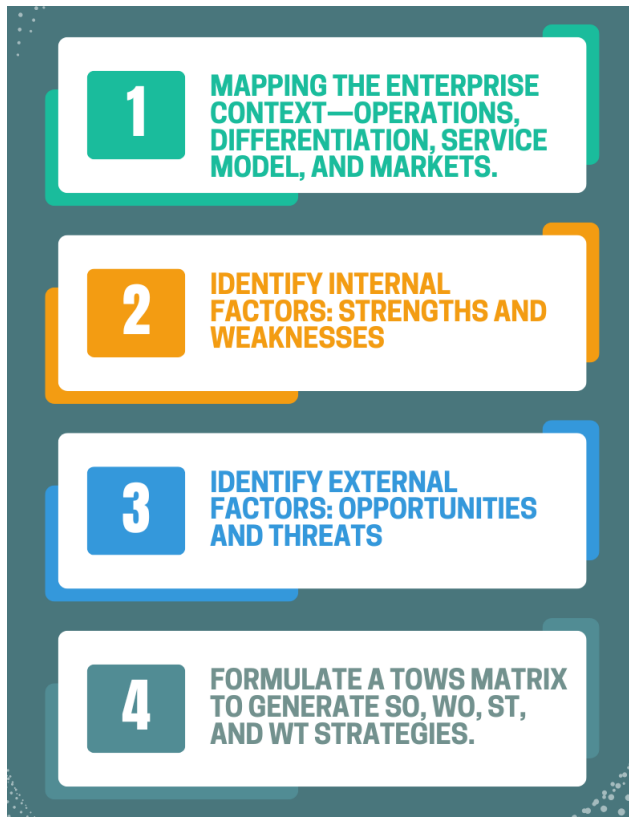 1
MAPPING THE ENTERPRISE
CONTEXT—OPERATIONS,
DIFFERENTIATION, SERVICE
MODEL, AND MARKETS.
2
IDENTIFY INTERNAL
FACTORS: STRENGTHS AND
WEAKNESSES
3
IDENTIFY EXTERNAL
FACTORS: OPPORTUNITIES
AND THREATS
4
FORMULATE A TOWS MATRIX
TO GENERATE SO, WO, ST,
AND WT STRATEGIES.